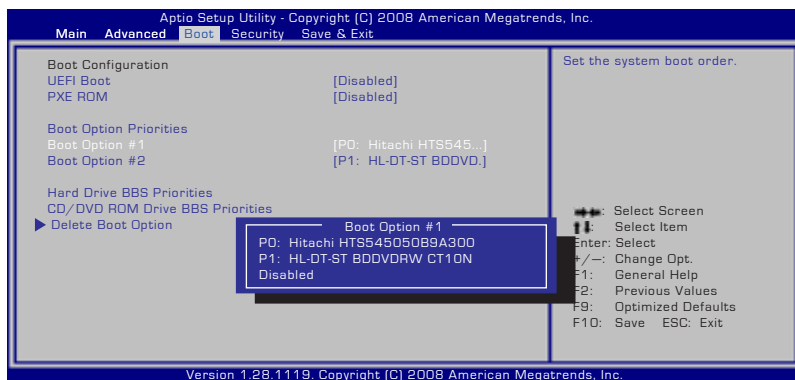 Aptio Setup Utility - Copyright (C) 2008 American Megatrends, Inc.
Main Advanced Boot Security Save & Exit
Boot Configuration
UEFI Boot [Disabled]
PXE ROM [Disabled]
Boot Option Priorities
Boot Option #1 [P0: Hitachi HTS545...]
Boot Option #2 [P1: HL-DT-ST BDDVD.]
Hard Drive BBS Priorities
CD/DVD ROM Drive BBS Priorities
Delete Boot Option
Boot Option #1
P0: Hitachi HTS545050B9A300
P1: HL-DT-ST BDDVDRW CT10N
Disabled
Set the system boot order.
→←: Select Screen
↑↓: Select Item
Enter: Select
+/—: Change Opt.
F1: General Help
F2: Previous Values
F9: Optimized Defaults
F10: Save ESC: Exit
Version 1.28.1119. Copyright (C) 2008 American Megatrends, Inc.